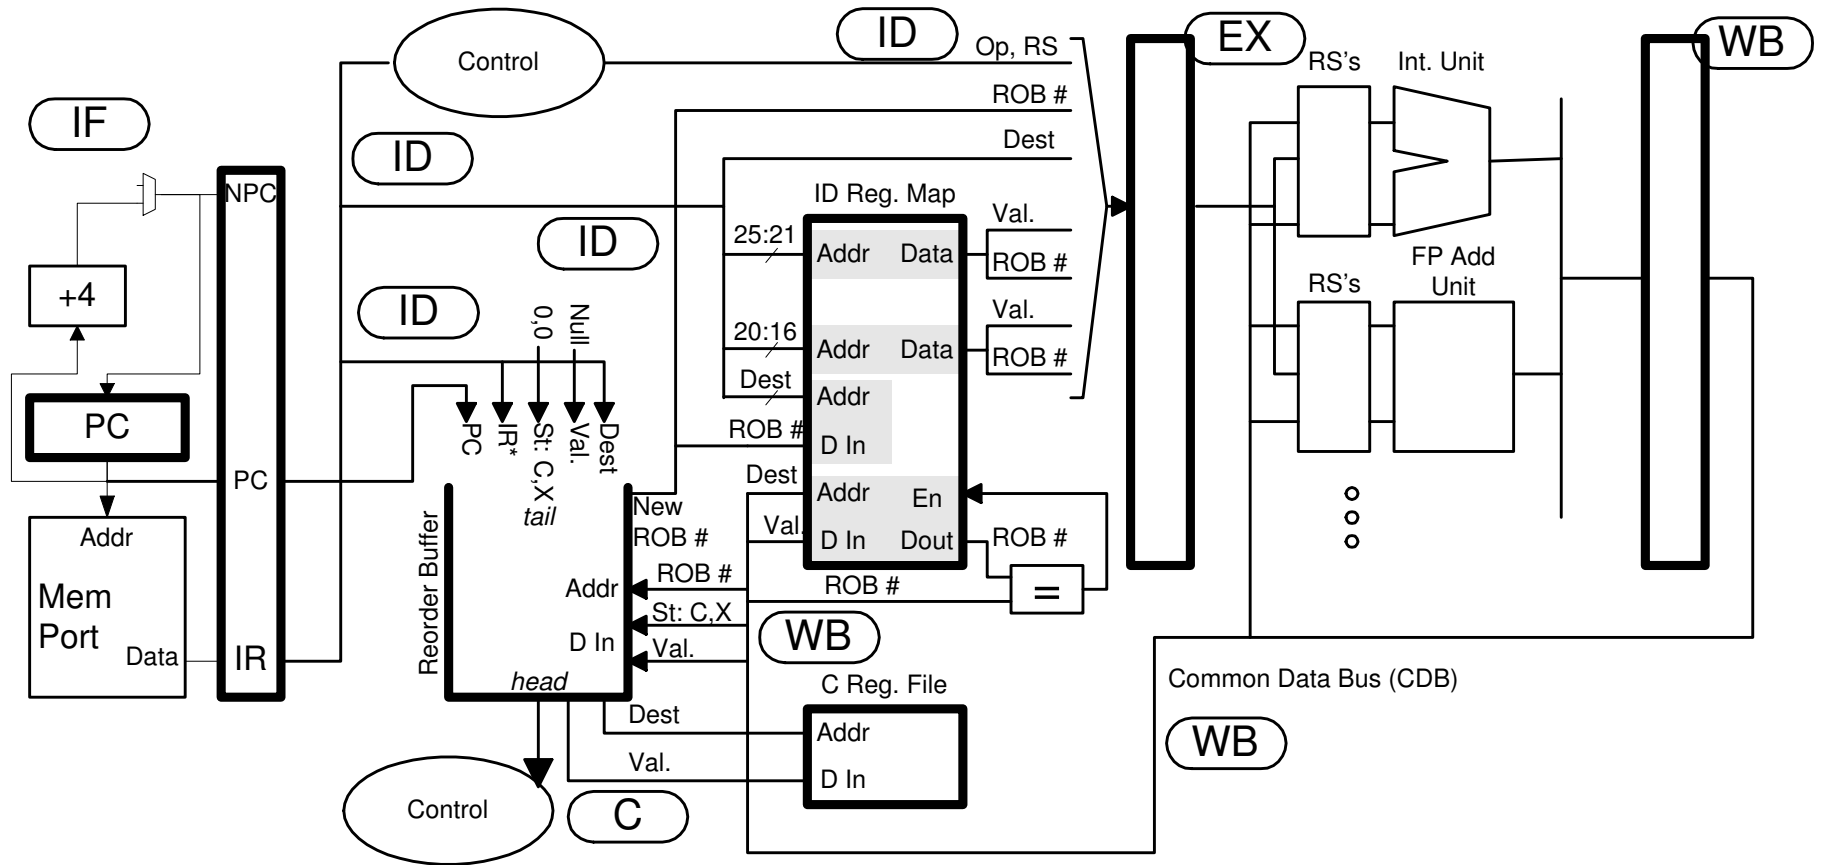 IF
NPC
+4
PC
PC
Addr
Mem
Port
Data
IR
Control
ID
Op, RS
ROB #
Dest
ID
ID
ID
0,0
Null
PC
IR*
St: C,X
Val.
Dest
tail
Reorder Buffer
New
ROB #
Addr
D In
head
ROB #
St: C,X
Val.
WB
ID Reg. Map
25:21
Addr Data
Val.
ROB #
20:16
Addr Data
Val.
ROB #
Dest
Addr
ROB #
D In
Dest
Addr En
Val.
D In Dout
ROB #
ROB #
=
C Reg. File
Dest
Addr
Val.
D In
Control
C
EX
RS's Int. Unit
FP Add
RS's Unit
WB
Common Data Bus (CDB)
WB